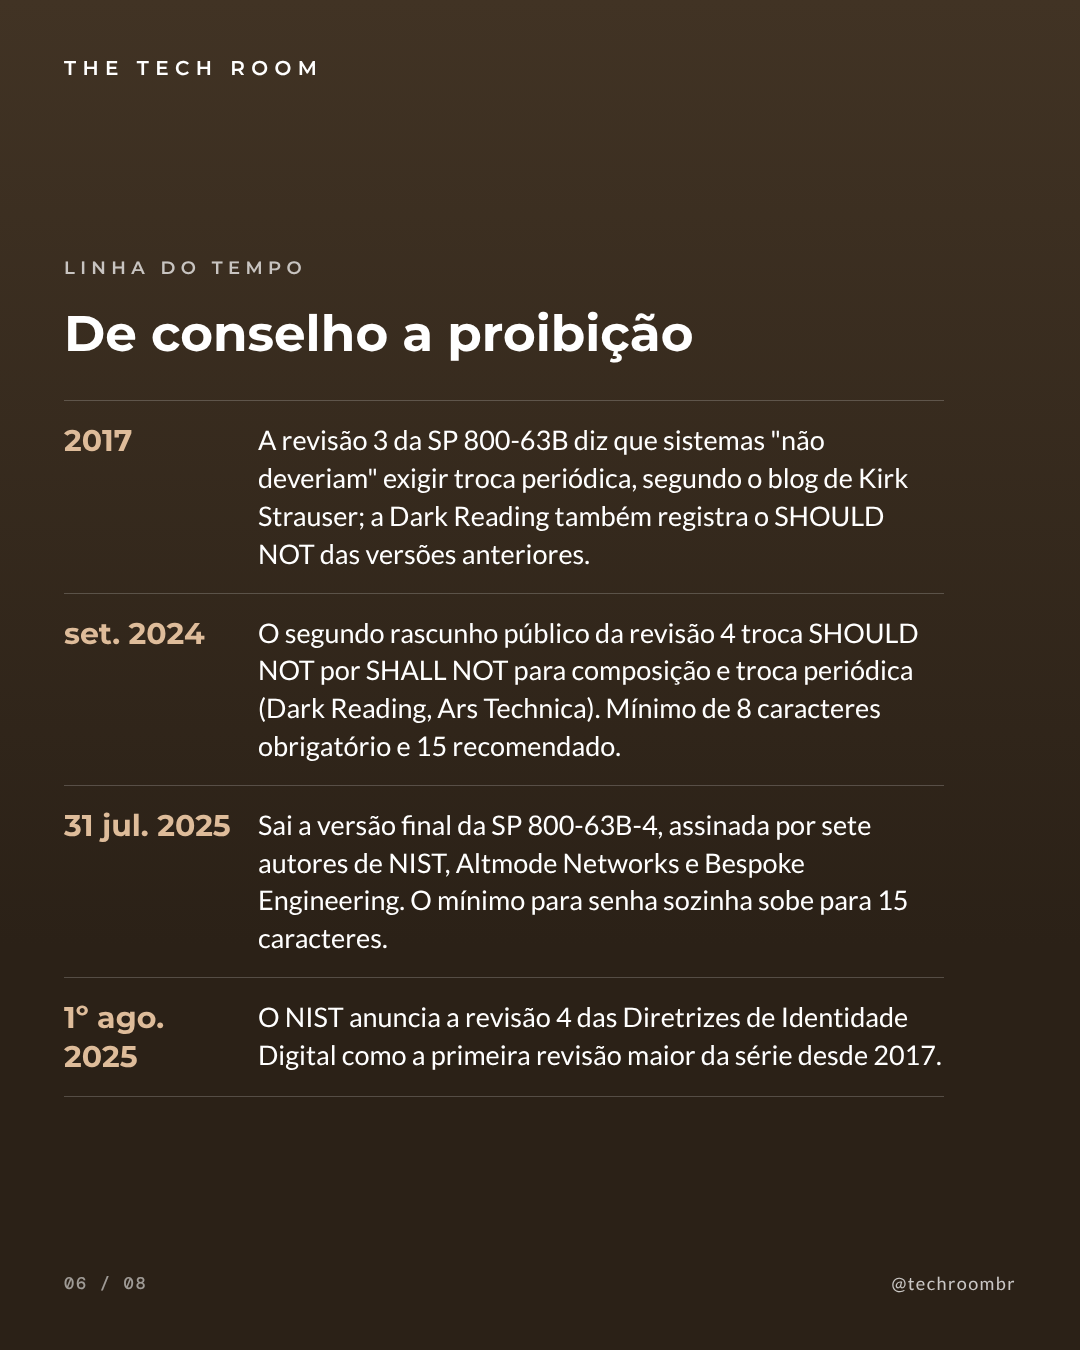 THE TECH ROOM
LINHA DO TEMPO
De conselho a proibição
2017
A revisão 3 da SP 800-63B diz que sistemas "não
deveriam" exigir troca periódica, segundo o blog de Kirk
Strauser; a Dark Reading também registra o SHOULD
NOT das versões anteriores.
set. 2024
O segundo rascunho público da revisão 4 troca SHOULD
NOT por SHALL NOT para composição e troca periódica
(Dark Reading, Ars Technica). Mínimo de 8 caracteres
obrigatório e 15 recomendado.
31 jul. 2025
Sai a versão final da SP 800-63B-4, assinada por sete
autores de NIST, Altmode Networks e Bespoke
Engineering. O mínimo para senha sozinha sobe para 15
caracteres.
1º ago.
2025
O NIST anuncia a revisão 4 das Diretrizes de Identidade
Digital como a primeira revisão maior da série desde 2017.
06 / 08
@techroombr